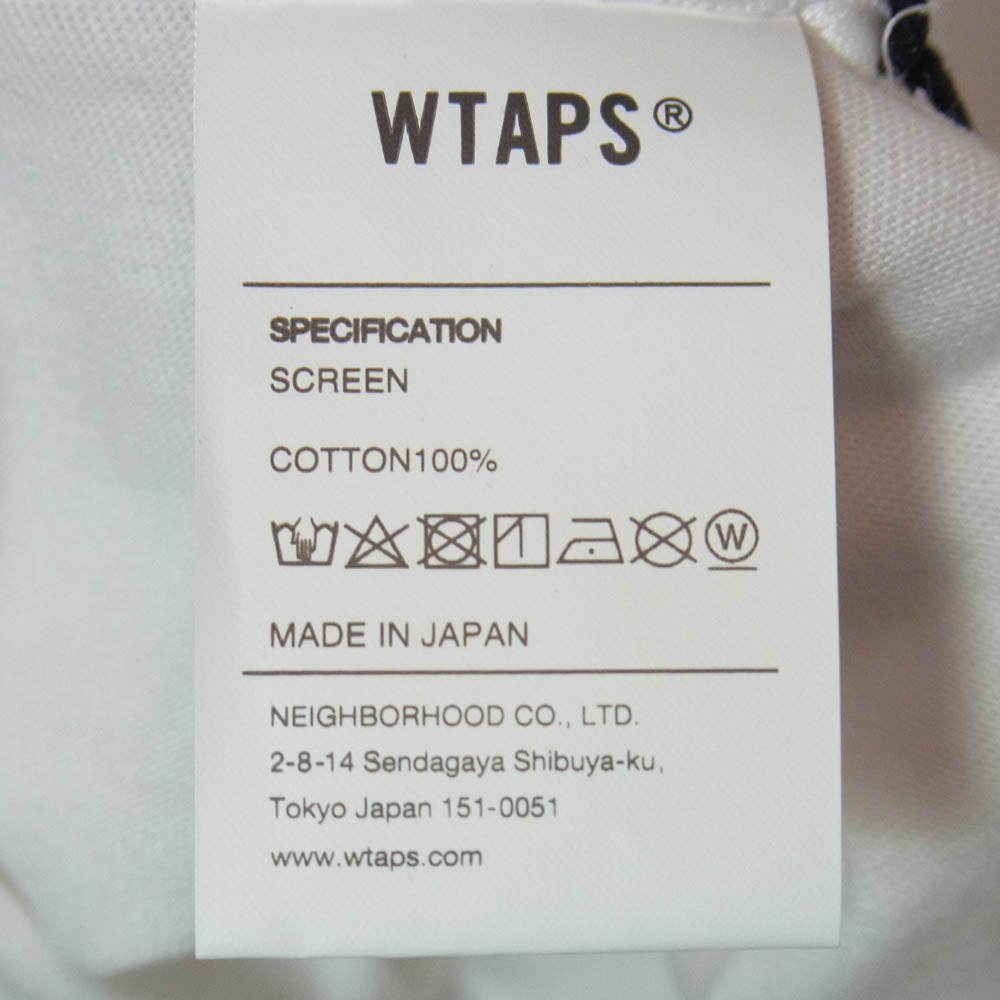 WTAPS®
SPECIFICATION
SCREEN
COTTON100%
W
MADE IN JAPAN
NEIGHBORHOOD CO., LTD.
2-8-14 Sendagaya Shibuya-ku,
Tokyo Japan 151-0051
www.wtaps.com